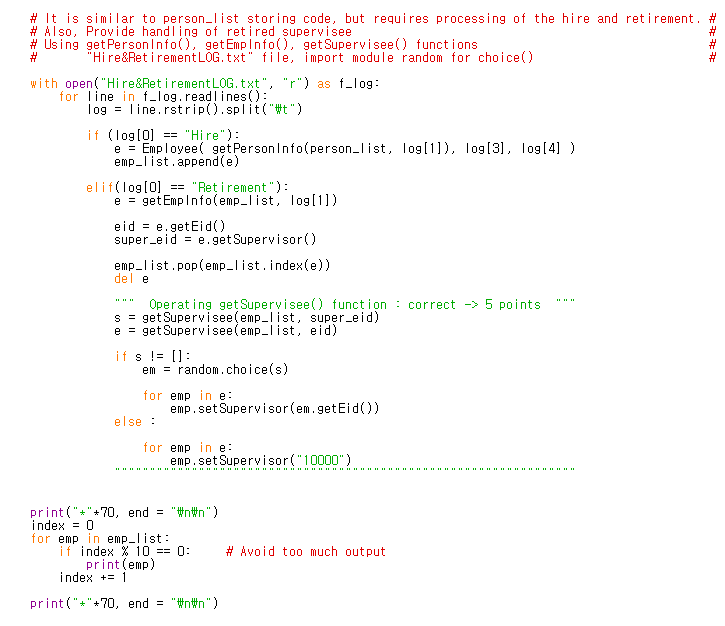 # It is similar to person_list storing code, but requires processing of the hire and retirement. #
# Also, Provide handling of retired supervisee #
# Using getPersonInfo(), getEmpInfo(), getSupervisee() functions #
# "Hire&RetirementLOG.txt" file, import module random for choice() #
with open("Hire&RetirementLOG.txt", "r") as f_log:
for line in f_log.readlines():
log = line.rstrip().split("₩t")
if (log[0] == "Hire"):
e = Employee( getPersonInfo(person_list, log[1]), log[3], log[4] )
emp_list.append(e)
elif(log[0] == "Retirement"):
e = getEmpInfo(emp_list, log[1])
eid = e.getEid()
super_eid = e.getSupervisor()
emp_list.pop(emp_list.index(e))
del e
""" Operating getSupervisee() function : correct -> 5 points """
s = getSupervisee(emp_list, super_eid)
e = getSupervisee(emp_list, eid)
if s != []:
em = random.choice(s)
for emp in e:
emp.setSupervisor(em.getEid())
else :
for emp in e:
emp.setSupervisor("10000")
""""""""""""""""""""""""""""""""""""""""""""""""""""""""""""""""""
print("*"*70, end = "₩n₩n")
index = 0
for emp in emp_list:
if index % 10 == 0: # Avoid too much output
print(emp)
index += 1
print("*"*70, end = "₩n₩n")